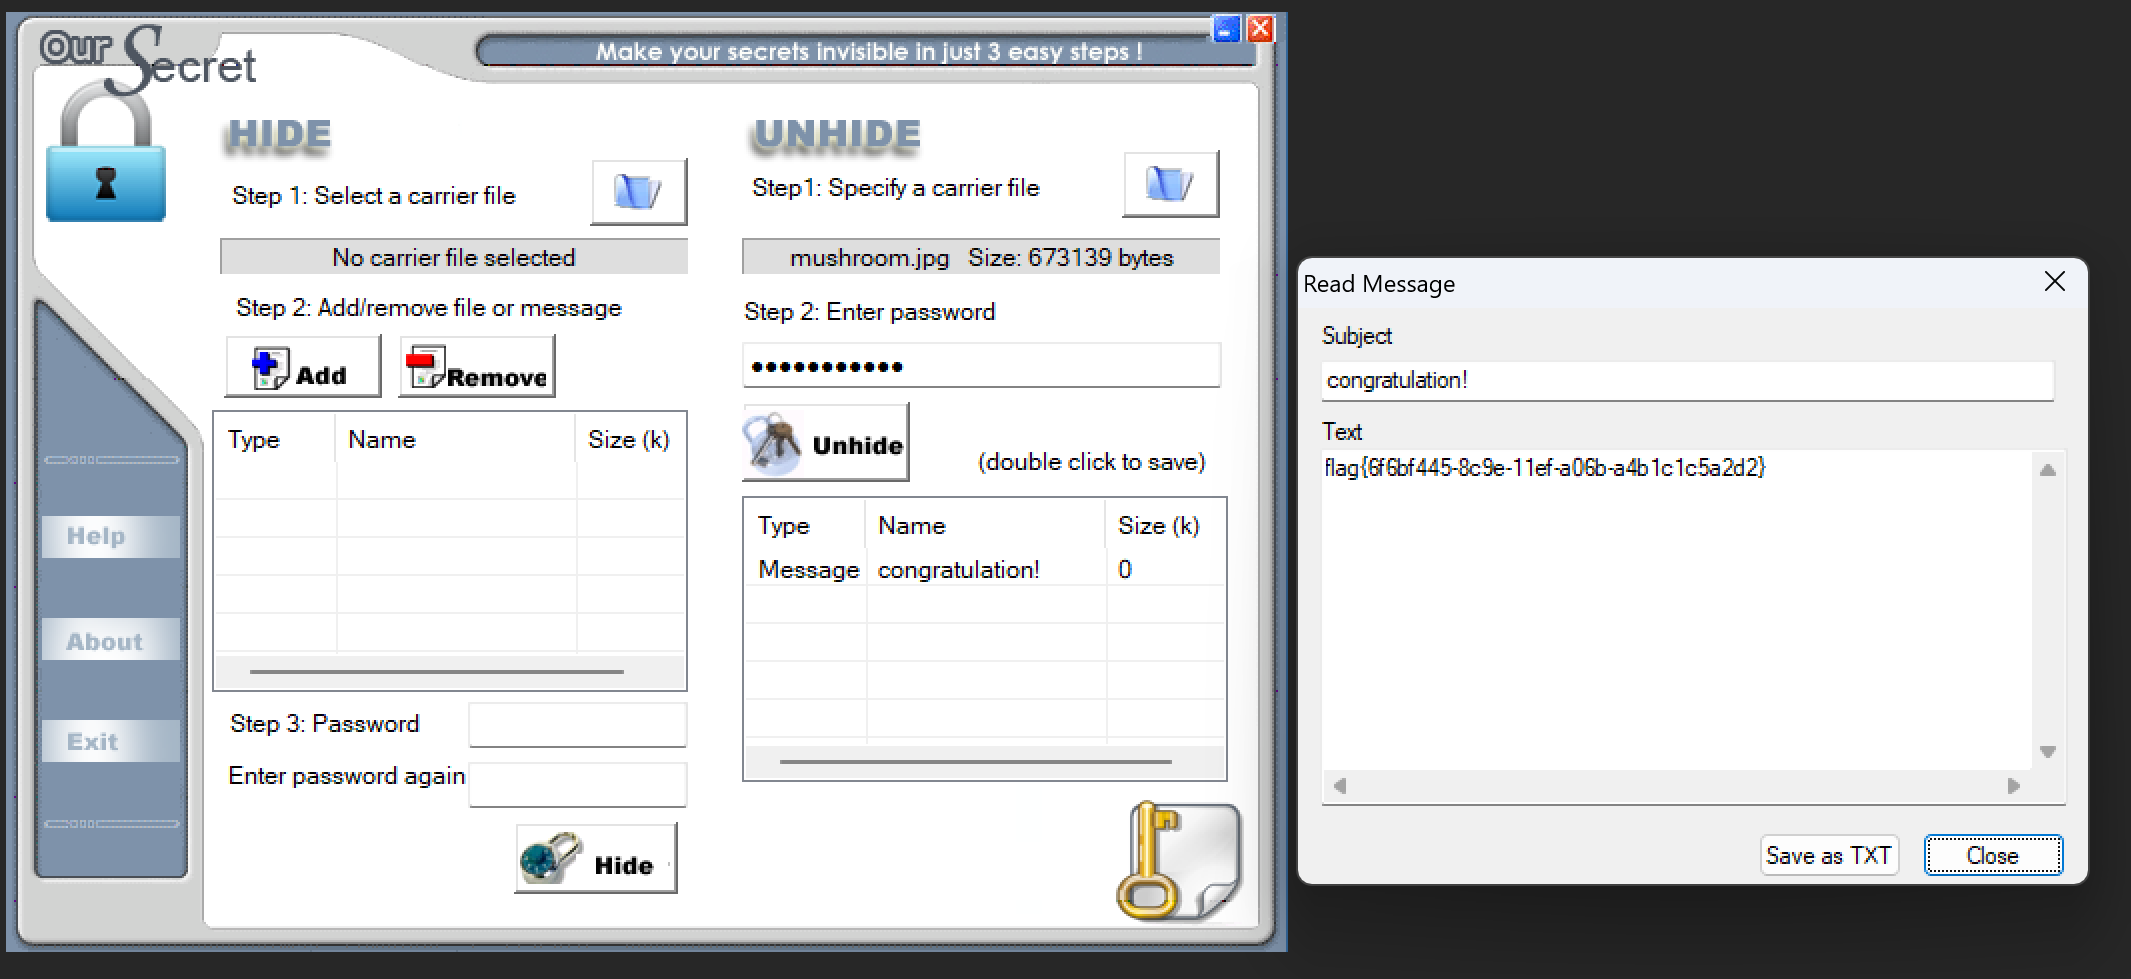 Our Secret
Make your secrets invisible in just 3 easy steps !
HIDE
Step 1: Select a carrier file
No carrier file selected
Step 2: Add/remove file or message
Add
Remove
Type Name Size (k)
Step 3: Password
Enter password again
Hide
UNHIDE
Step1: Specify a carrier file
mushroom.jpg Size: 673139 bytes
Step 2: Enter password
•••••••••••
Unhide
(double click to save)
Type Name Size (k)
Message congratulation! 0
Help
About
Exit
Read Message
Subject
congratulation!
Text
flag{6f6bf445-8c9e-11ef-a06b-a4b1c1c5a2d2}
Save as TXT
Close